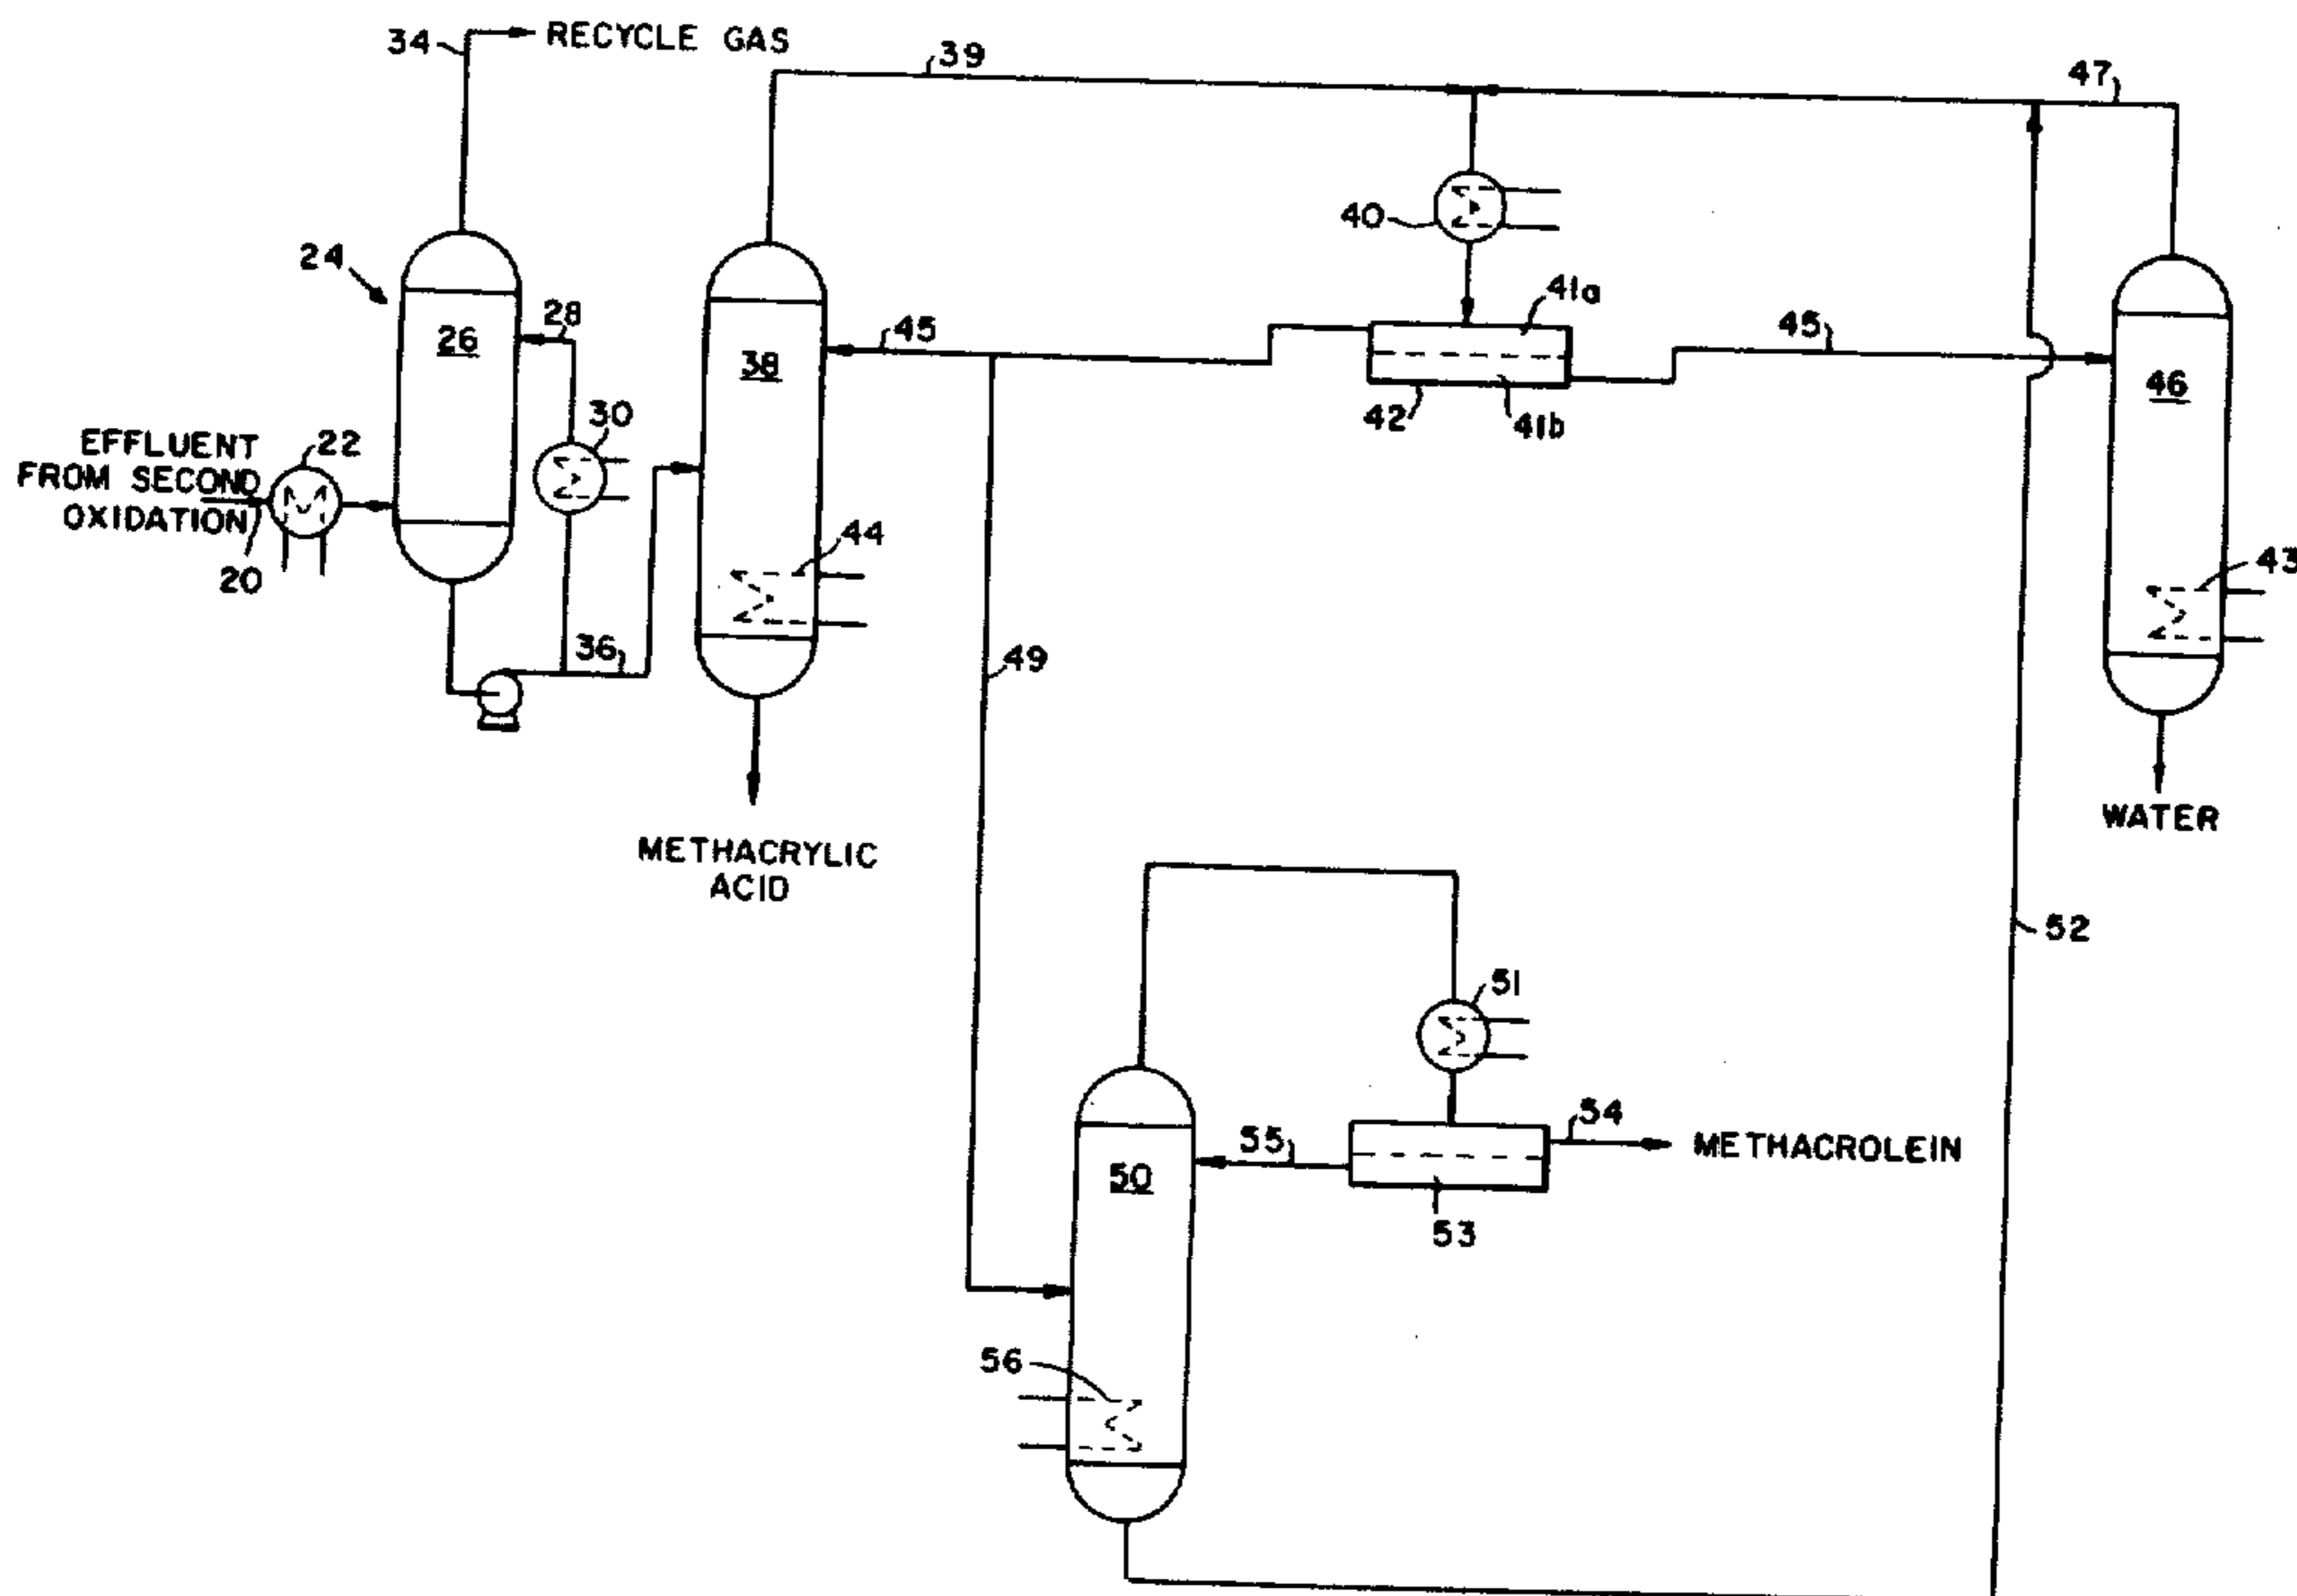 34
RECYCLE GAS
39
47
24
28
26
40
41a
45
45
38
42
41b
46
30
EFFLUENT
FROM SECOND
OXIDATION
22
20
44
43
36
49
METHACRYLIC
ACID
WATER
52
51
54
55
METHACROLEIN
50
53
56